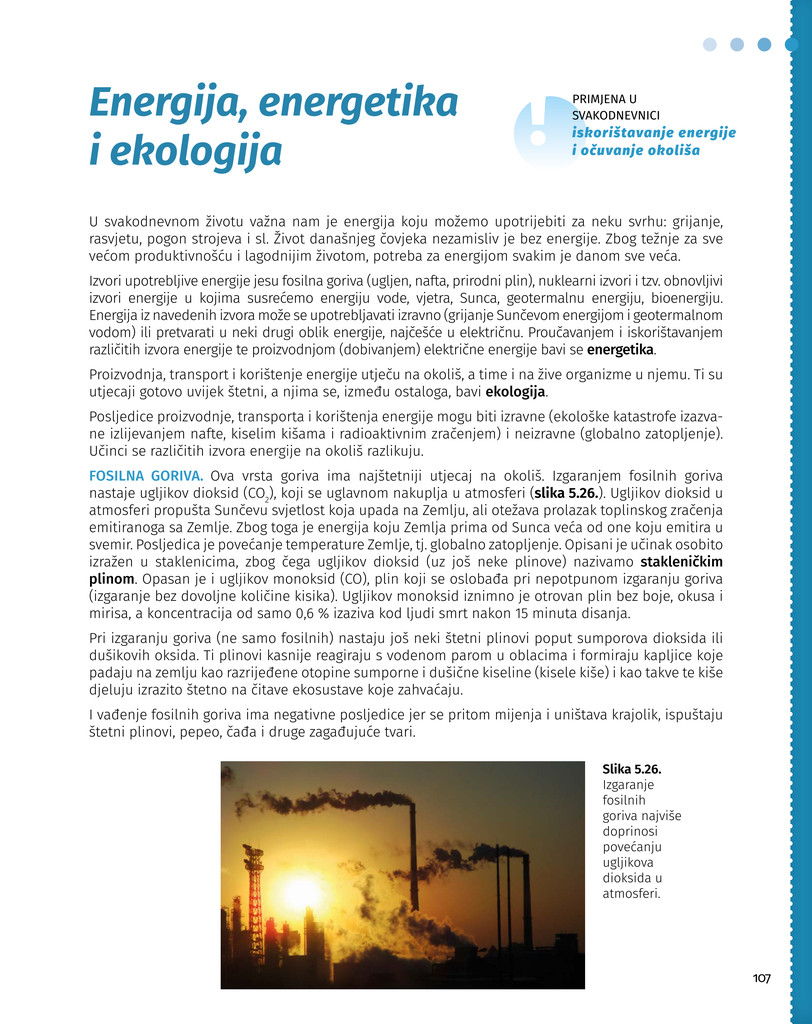 Energija, energetika
i ekologija
!
PRIMJENA U
SVAKODNEVNICI
iskorištavanje energije
i očuvanje okoliša
U svakodnevnom životu važna nam je energija koju možemo upotrijebiti za neku svrhu: grijanje,
rasvjetu, pogon strojeva i sl. Život današnjeg čovjeka nezamisliv je bez energije. Zbog težnje za sve
većom produktivnošću i lagodnijim životom, potreba za energijom svakim je danom sve veća.
Izvori upotrebljive energije jesu fosilna goriva (ugljen, nafta, prirodni plin), nuklearni izvori i tzv. obnovljivi
izvori energije u kojima susrećemo energiju vode, vjetra, Sunca, geotermalnu energiju, bioenergiju.
Energija iz navedenih izvora može se upotrebljavati izravno (grijanje Sunčevom energijom i geotermalnom
vodom) ili pretvarati u neki drugi oblik energije, najčešće u električnu. Proučavanjem i iskorištavanjem
različitih izvora energije te proizvodnjom (dobivanjem) električne energije bavi se energetika.
Proizvodnja, transport i korištenje energije utječu na okoliš, a time i na žive organizme u njemu. Ti su
utjecaji gotovo uvijek štetni, a njima se, između ostaloga, bavi ekologija.
Posljedice proizvodnje, transporta i korištenja energije mogu biti izravne (ekološke katastrofe izazva-
ne izlijevanjem nafte, kiselim kišama i radioaktivnim zračenjem) i neizravne (globalno zatopljenje).
Učinci se različitih izvora energije na okoliš razlikuju.
FOSILNA GORIVA. Ova vrsta goriva ima najštetniji utjecaj na okoliš. Izgaranjem fosilnih goriva
nastaje ugljikov dioksid (CO₂), koji se uglavnom nakuplja u atmosferi (slika 5.26.). Ugljikov dioksid u
atmosferi propušta Sunčevu svjetlost koja upada na Zemlju, ali otežava prolazak toplinskog zračenja
emitiranoga sa Zemlje. Zbog toga je energija koju Zemlja prima od Sunca veća od one koju emitira u
svemir. Posljedica je povećanje temperature Zemlje, tj. globalno zatopljenje. Opisani je učinak osobito
izražen u staklenicima, zbog čega ugljikov dioksid (uz još neke plinove) nazivamo stakleničkim
plinom. Opasan je i ugljikov monoksid (CO), plin koji se oslobađa pri nepotpunom izgaranju goriva
(izgaranje bez dovoljne količine kisika). Ugljikov monoksid iznimno je otrovan plin bez boje, okusa i
mirisa, a koncentracija od samo 0,6 % izaziva kod ljudi smrt nakon 15 minuta disanja.
Pri izgaranju goriva (ne samo fosilnih) nastaju još neki štetni plinovi poput sumporova dioksida ili
dušikovih oksida. Ti plinovi kasnije reagiraju s vodenom parom u oblacima i formiraju kapljice koje
padaju na zemlju kao razrijeđene otopine sumporne i dušične kiseline (kisele kiše) i kao takve te kiše
djeluju izrazito štetno na čitave ekosustave koje zahvaćaju.
I vađenje fosilnih goriva ima negativne posljedice jer se pritom mijenja i uništava krajolik, ispuštaju
štetni plinovi, pepeo, čađa i druge zagađujuće tvari.
Slika 5.26.
Izgaranje
fosilnih
goriva najviše
doprinosi
povećanju
ugljikova
dioksida u
atmosferi.
107